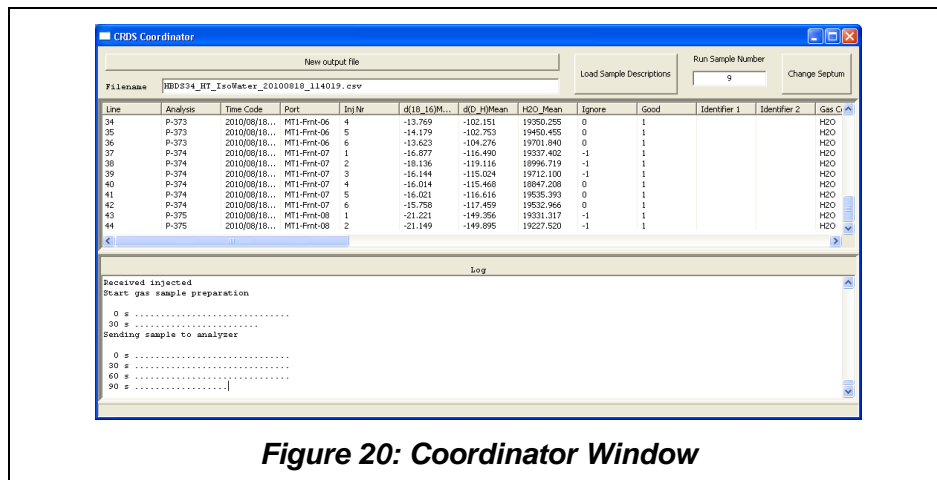 CRDS Coordinator
New output file
Load Sample Descriptions
Run Sample Number
Change Septum
Filename HBDS34_HT_IsoWater_20100818_114019.csv
9
Line Analysis Time Code Port Inj Nr d(18_16)M... d(D_H)Mean H2O_Mean Ignore Good Identifier 1 Identifier 2 Gas C
34 P-373 2010/08/18... MT1-Frnt-06 4 -13.769 -102.151 19350.255 0 1 H2O
35 P-373 2010/08/18... MT1-Frnt-06 5 -14.179 -102.753 19450.455 0 1 H2O
36 P-373 2010/08/18... MT1-Frnt-06 6 -13.623 -104.276 19701.840 0 1 H2O
37 P-374 2010/08/18... MT1-Frnt-07 1 -16.877 -116.490 19337.402 -1 1 H2O
38 P-374 2010/08/18... MT1-Frnt-07 2 -18.136 -119.116 18996.719 -1 1 H2O
39 P-374 2010/08/18... MT1-Frnt-07 3 -16.144 -115.024 19712.100 -1 1 H2O
40 P-374 2010/08/18... MT1-Frnt-07 4 -16.014 -115.468 18847.208 0 1 H2O
41 P-374 2010/08/18... MT1-Frnt-07 5 -16.021 -116.616 19535.393 0 1 H2O
42 P-374 2010/08/18... MT1-Frnt-07 6 -15.758 -117.459 19532.966 0 1 H2O
43 P-375 2010/08/18... MT1-Frnt-08 1 -21.221 -149.356 19331.317 -1 1 H2O
44 P-375 2010/08/18... MT1-Frnt-08 2 -21.149 -149.895 19227.520 -1 1 H2O
Log
Received injected
Start gas sample preparation
0 s ..............................
30 s ........................
Sending sample to analyzer
0 s ..............................
30 s ..............................
60 s ..............................
90 s ..................
Figure 20: Coordinator Window